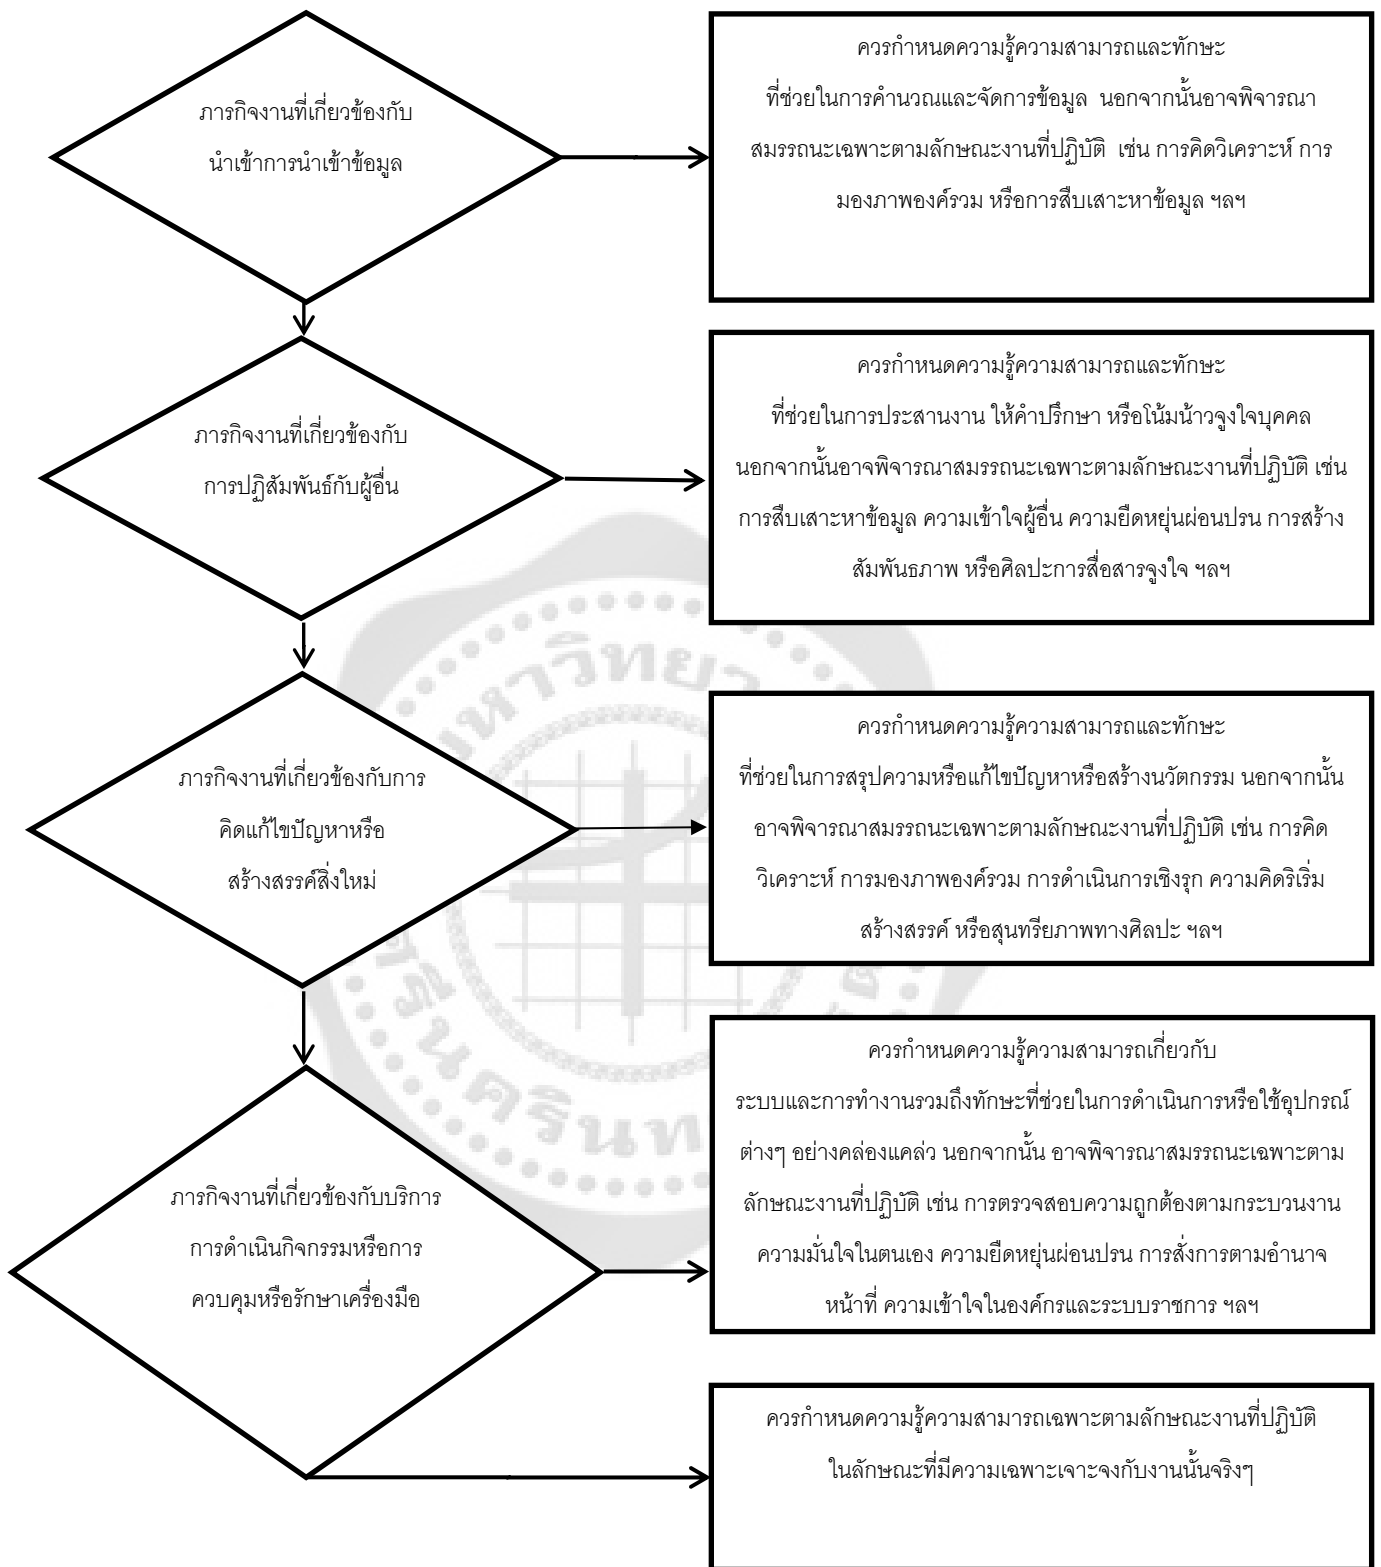 ภารกิจงานที่เกี่ยวข้องกับ
นำเข้าการนำเข้าข้อมูล
ควรกำหนดความรู้ความสามารถและทักษะ
ที่ช่วยในการคำนวณและจัดการข้อมูล นอกจากนั้นอาจพิจารณา
สมรรถนะเฉพาะตามลักษณะงานที่ปฏิบัติ เช่น การคิดวิเคราะห์ การ
มองภาพองค์รวม หรือการสืบเสาะหาข้อมูล ฯลฯ
ภารกิจงานที่เกี่ยวข้องกับ
การปฏิสัมพันธ์กับผู้อื่น
ควรกำหนดความรู้ความสามารถและทักษะ
ที่ช่วยในการประสานงาน ให้คำปรึกษา หรือโน้มน้าวจูงใจบุคคล
นอกจากนั้นอาจพิจารณาสมรรถนะเฉพาะตามลักษณะงานที่ปฏิบัติ เช่น
การสืบเสาะหาข้อมูล ความเข้าใจผู้อื่น ความยืดหยุ่นผ่อนปรน การสร้าง
สัมพันธภาพ หรือศิลปะการสื่อสารจูงใจ ฯลฯ
ภารกิจงานที่เกี่ยวข้องกับการ
คิดแก้ไขปัญหาหรือ
สร้างสรรค์สิ่งใหม่
ควรกำหนดความรู้ความสามารถและทักษะ
ที่ช่วยในการสรุปความหรือแก้ไขปัญหาหรือสร้างนวัตกรรม นอกจากนั้น
อาจพิจารณาสมรรถนะเฉพาะตามลักษณะงานที่ปฏิบัติ เช่น การคิด
วิเคราะห์ การมองภาพองค์รวม การดำเนินการเชิงรุก ความคิดริเริ่ม
สร้างสรรค์ หรือสุนทรียภาพทางศิลปะ ฯลฯ
ภารกิจงานที่เกี่ยวข้องกับบริการ
การดำเนินกิจกรรมหรือการ
ควบคุมหรือรักษาเครื่องมือ
ควรกำหนดความรู้ความสามารถเกี่ยวกับ
ระบบและการทำงานรวมถึงทักษะที่ช่วยในการดำเนินการหรือใช้อุปกรณ์
ต่างๆ อย่างคล่องแคล่ว นอกจากนั้น อาจพิจารณาสมรรถนะเฉพาะตาม
ลักษณะงานที่ปฏิบัติ เช่น การตรวจสอบความถูกต้องตามกระบวนงาน
ความมั่นใจในตนเอง ความยืดหยุ่นผ่อนปรน การสั่งการตามอำนาจ
หน้าที่ ความเข้าใจในองค์กรและระบบราชการ ฯลฯ
ควรกำหนดความรู้ความสามารถเฉพาะตามลักษณะงานที่ปฏิบัติ
ในลักษณะที่มีความเฉพาะเจาะจงกับงานนั้นจริงๆ